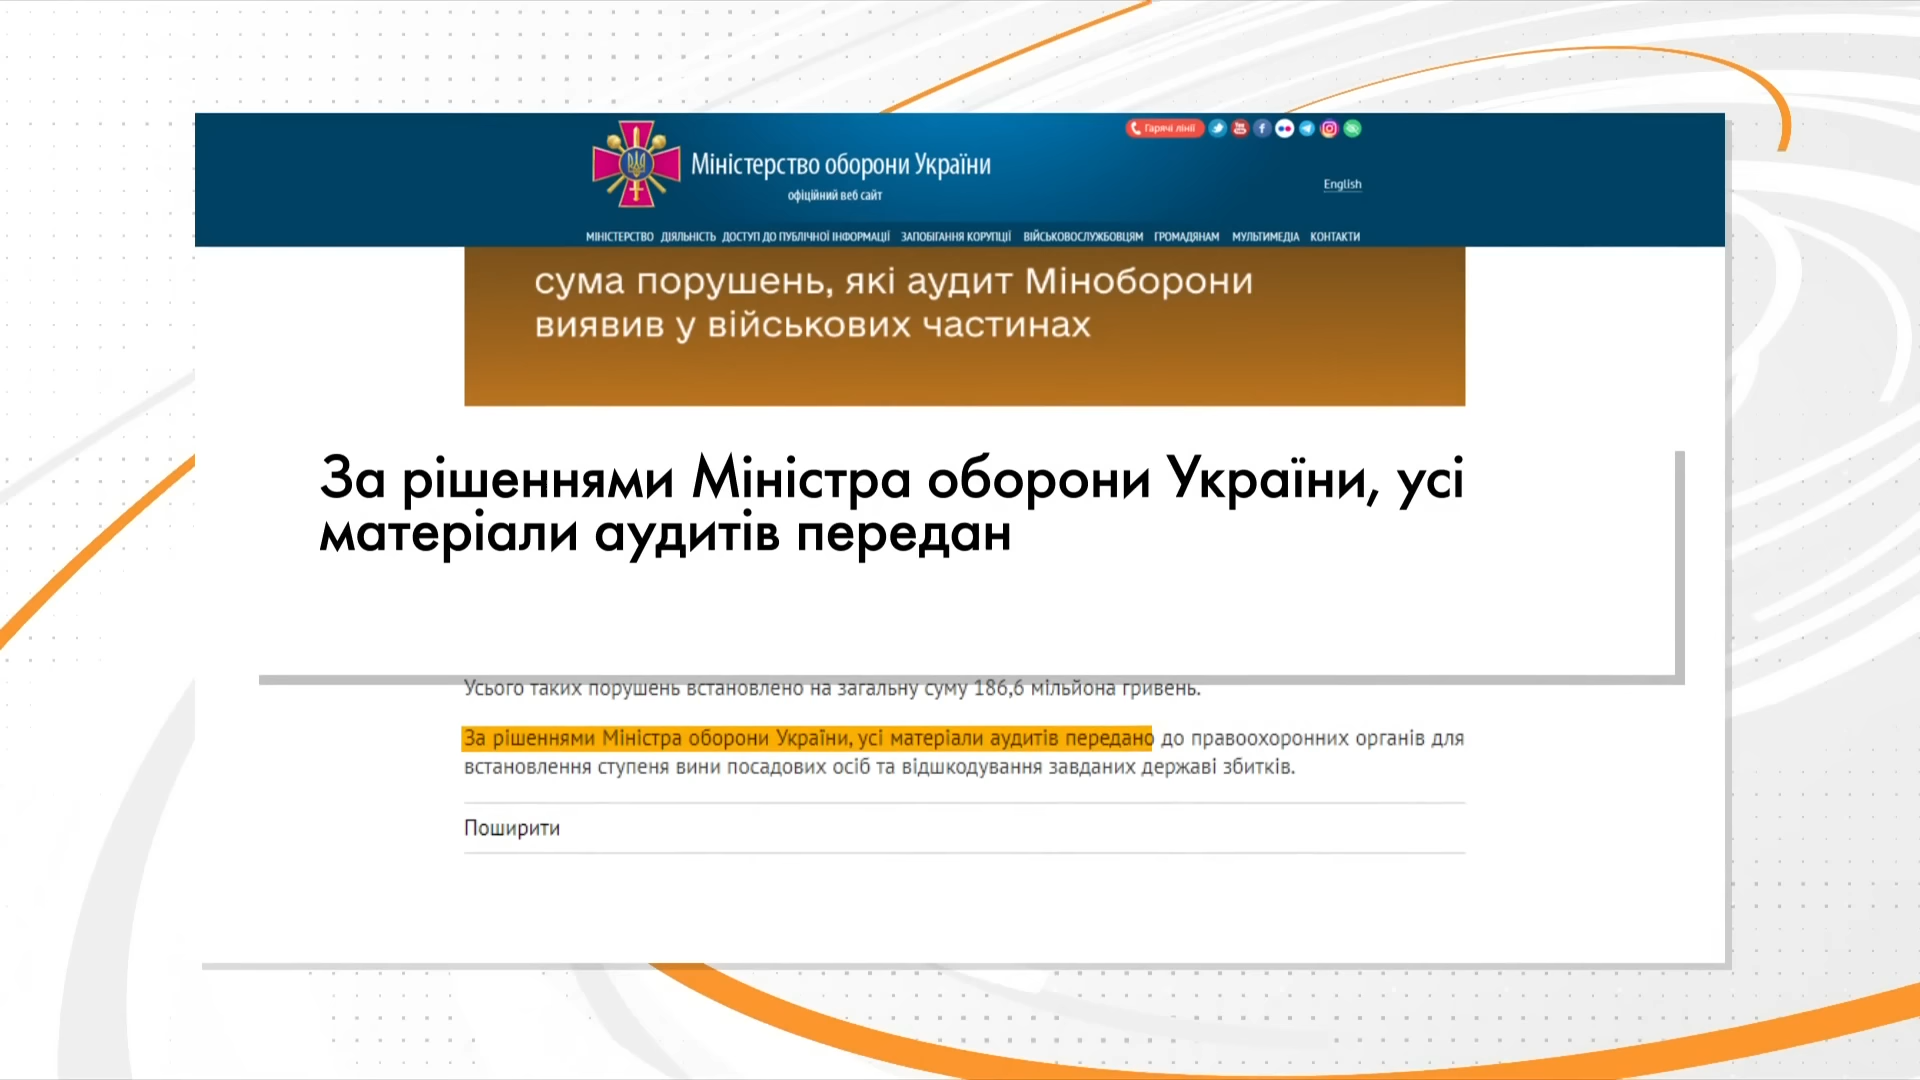 Гарячі лінії
Міністерство оборони України
офіційний веб сайт
English
МІНІСТЕРСТВО ДІЯЛЬНІСТЬ ДОСТУП ДО ПУБЛІЧНОЇ ІНФОРМАЦІЇ ЗАПОБІГАННЯ КОРУПЦІЇ ВІЙСЬКОВОСЛУЖБОВЦЯМ ГРОМАДЯНАМ МУЛЬТИМЕДІА КОНТАКТИ
сума порушень, які аудит Міноборони
виявив у військових частинах
За рішеннями Міністра оборони України, усі
матеріали аудитів передан
Усього таких порушень встановлено на загальну суму 186,6 мільйона гривень.
За рішеннями Міністра оборони України, усі матеріали аудитів передано до правоохоронних органів для
встановлення ступеня вини посадових осіб та відшкодування завданих державі збитків.
Поширити